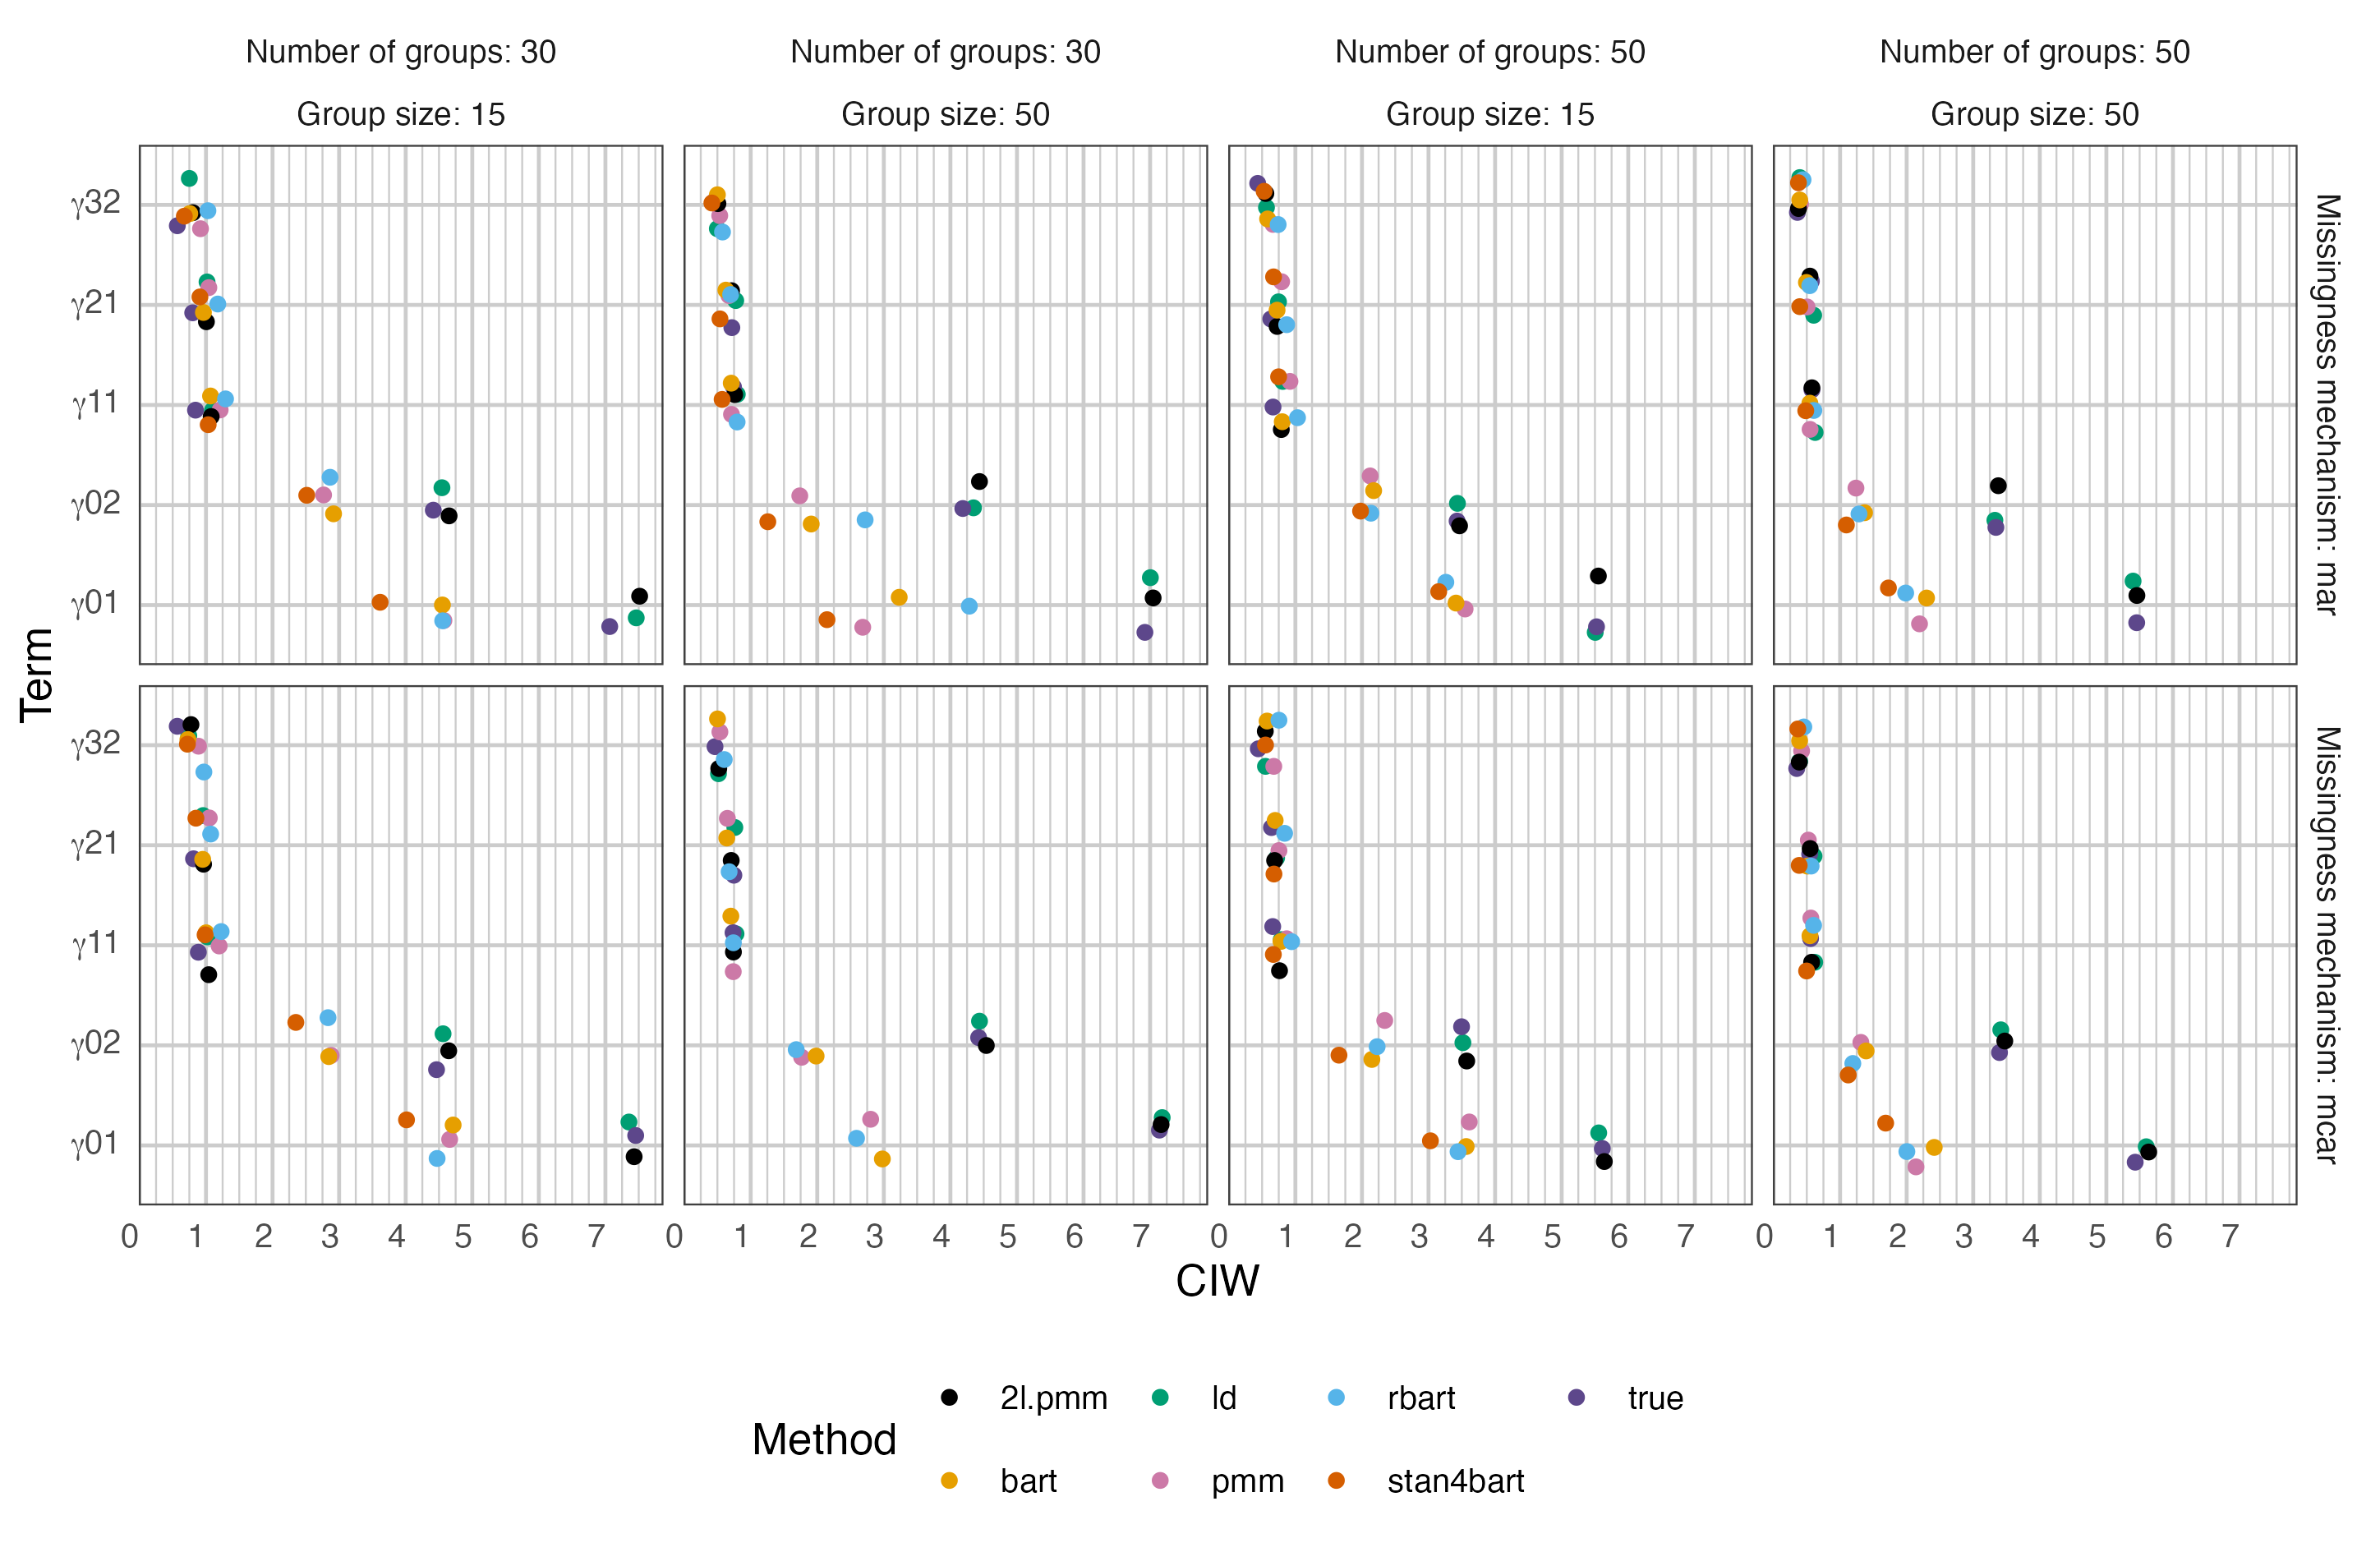 Number of groups: 30
Number of groups: 30
Number of groups: 50
Number of groups: 50
Group size: 15
Group size: 50
Group size: 15
Group size: 50
γ32
γ21
γ11
γ02
γ01
Missingness mechanism: mar
Term
γ32
γ21
γ11
γ02
γ01
Missingness mechanism: mcar
0 1 2 3 4 5 6 7
0 1 2 3 4 5 6 7
0 1 2 3 4 5 6 7
0 1 2 3 4 5 6 7
CIW
Method
2l.pmm
ld
rbart
true
bart
pmm
stan4bart